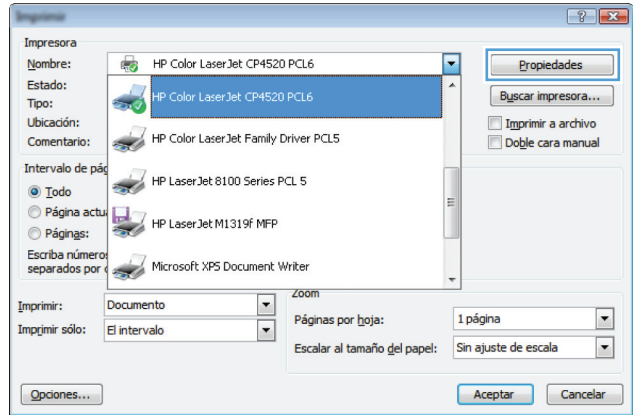 Impresora
Nombre: HP Color LaserJet CP4520 PCL6 Propiedades
Estado: HP Color LaserJet CP4520 PCL6 Buscar impresora...
Tipo:
Ubicación: Imprimir a archivo
Comentario: HP Color LaserJet Family Driver PCL5 Doble cara manual
Intervalo de pág
Todo HP LaserJet 8100 Series PCL 5
Página actu
Páginas: HP LaserJet M1319f MFP
Escriba números
separados por c Microsoft XPS Document Writer
Zoom
Imprimir: Documento Páginas por hoja: 1 página
Imprimir sólo: El intervalo Escalar al tamaño del papel: Sin ajuste de escala
Opciones... Aceptar Cancelar